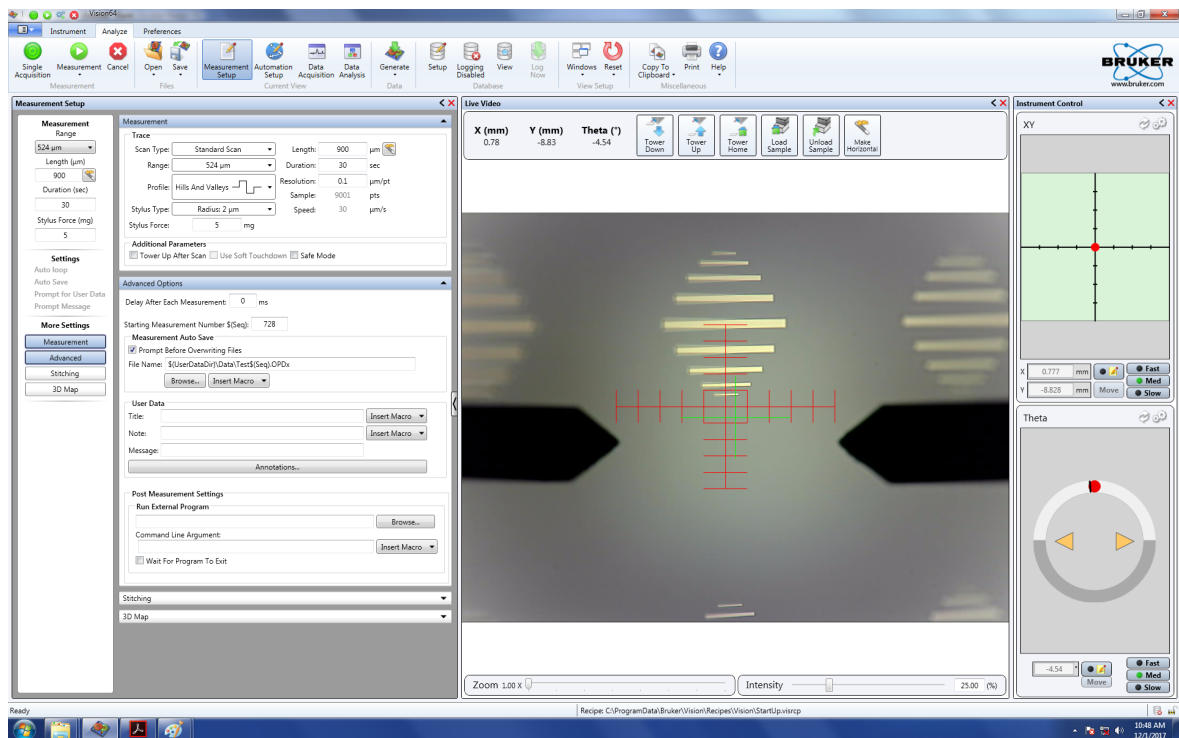 Vision64
Instrument Analyze Preferences
Single Acquisition Measurement Cancel Open Save Measurement Setup Automation Setup Data Acquisition Data Analysis Generate Setup Logging Disabled View Log Now Windows Reset Copy To Clipboard Print Help
Measurement Files Current View Data Database View Setup Miscellaneous
BRUKER
www.bruker.com
Measurement Setup
Measurement
Range
524 µm
Length (µm)
900
Duration (sec)
30
Stylus Force (mg)
5
Settings
Auto loop
Auto Save
Prompt for User Data
Prompt Message
More Settings
Measurement
Advanced
Stitching
3D Map
Measurement
Trace
Scan Type: Standard Scan Length: 900 µm
Range: 524 µm Duration: 30 sec
Profile: Hills And Valleys Resolution: 0.1 µm/pt
Sample: 9001 pts
Stylus Type: Radius: 2 µm Speed: 30 µm/s
Stylus Force: 5 mg
Additional Parameters
Tower Up After Scan Use Soft Touchdown Safe Mode
Advanced Options
Delay After Each Measurement: 0 ms
Starting Measurement Number $(Seq): 728
Measurement Auto Save
Prompt Before Overwriting Files
File Name: $(UserDataDir)\Data\Test$(Seq).OPDx
Browse... Insert Macro
User Data
Title: Insert Macro
Note: Insert Macro
Message:
Annotations...
Post Measurement Settings
Run External Program
Browse...
Command Line Argument:
Insert Macro
Wait For Program To Exit
Stitching
3D Map
Live Video
X (mm) Y (mm) Theta (°)
0.78 -8.83 -4.54
Tower Down Tower Up Tower Home Load Sample Unload Sample Make Horizontal
Zoom 1.00 X Intensity 25.00 (%)
Instrument Control
XY
X 0.777 mm Fast
Med
Y -8.828 mm Move Slow
Theta
-4.54 ° Fast
Med
Move Slow
Ready Recipe: C:\ProgramData\Bruker\Vision\Recipes\Vision\StartUp.visrcp
10:48 AM
12/1/2017